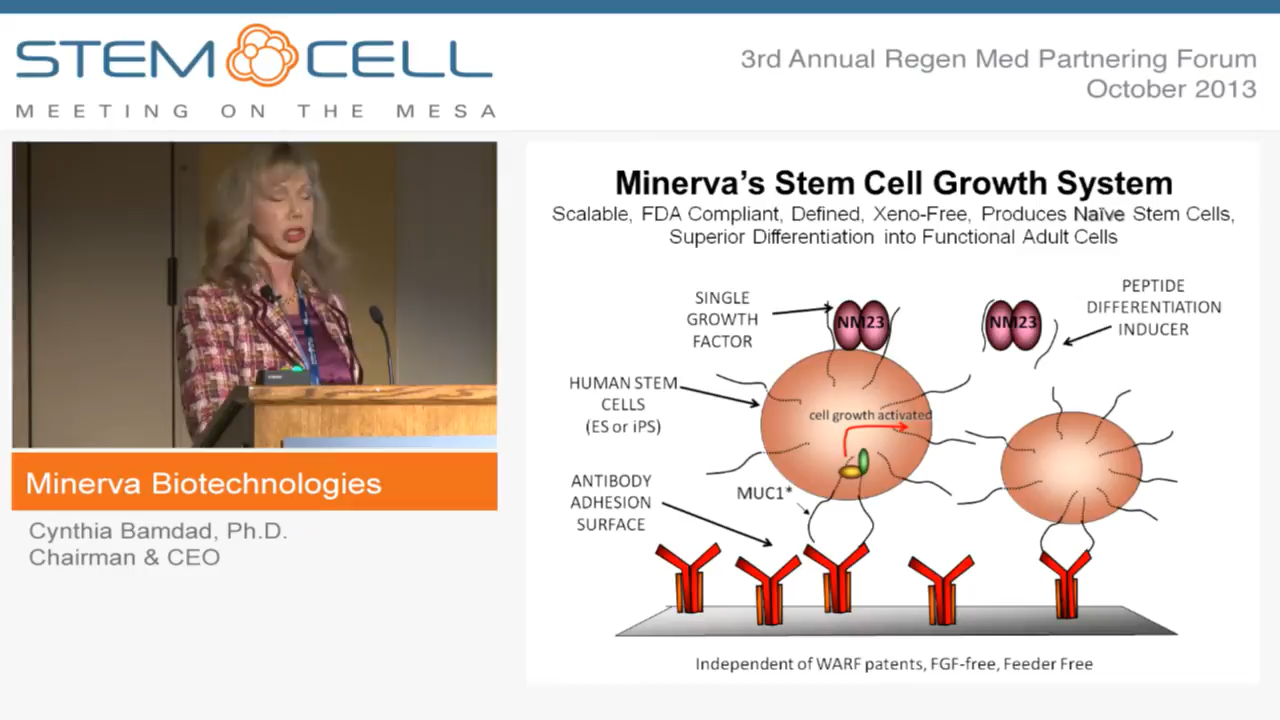 STEM CELL
MEETING ON THE MESA
3rd Annual Regen Med Partnering Forum
October 2013
Minerva Biotechnologies
Cynthia Bamdad, Ph.D.
Chairman & CEO
Minerva's Stem Cell Growth System
Scalable, FDA Compliant, Defined, Xeno-Free, Produces Naïve Stem Cells,
Superior Differentiation into Functional Adult Cells
SINGLE
GROWTH
FACTOR
NM23
NM23
PEPTIDE
DIFFERENTIATION
INDUCER
HUMAN STEM
CELLS
(ES or iPS)
cell growth activated
ANTIBODY
ADHESION
SURFACE
MUC1*
Independent of WARF patents, FGF-free, Feeder Free